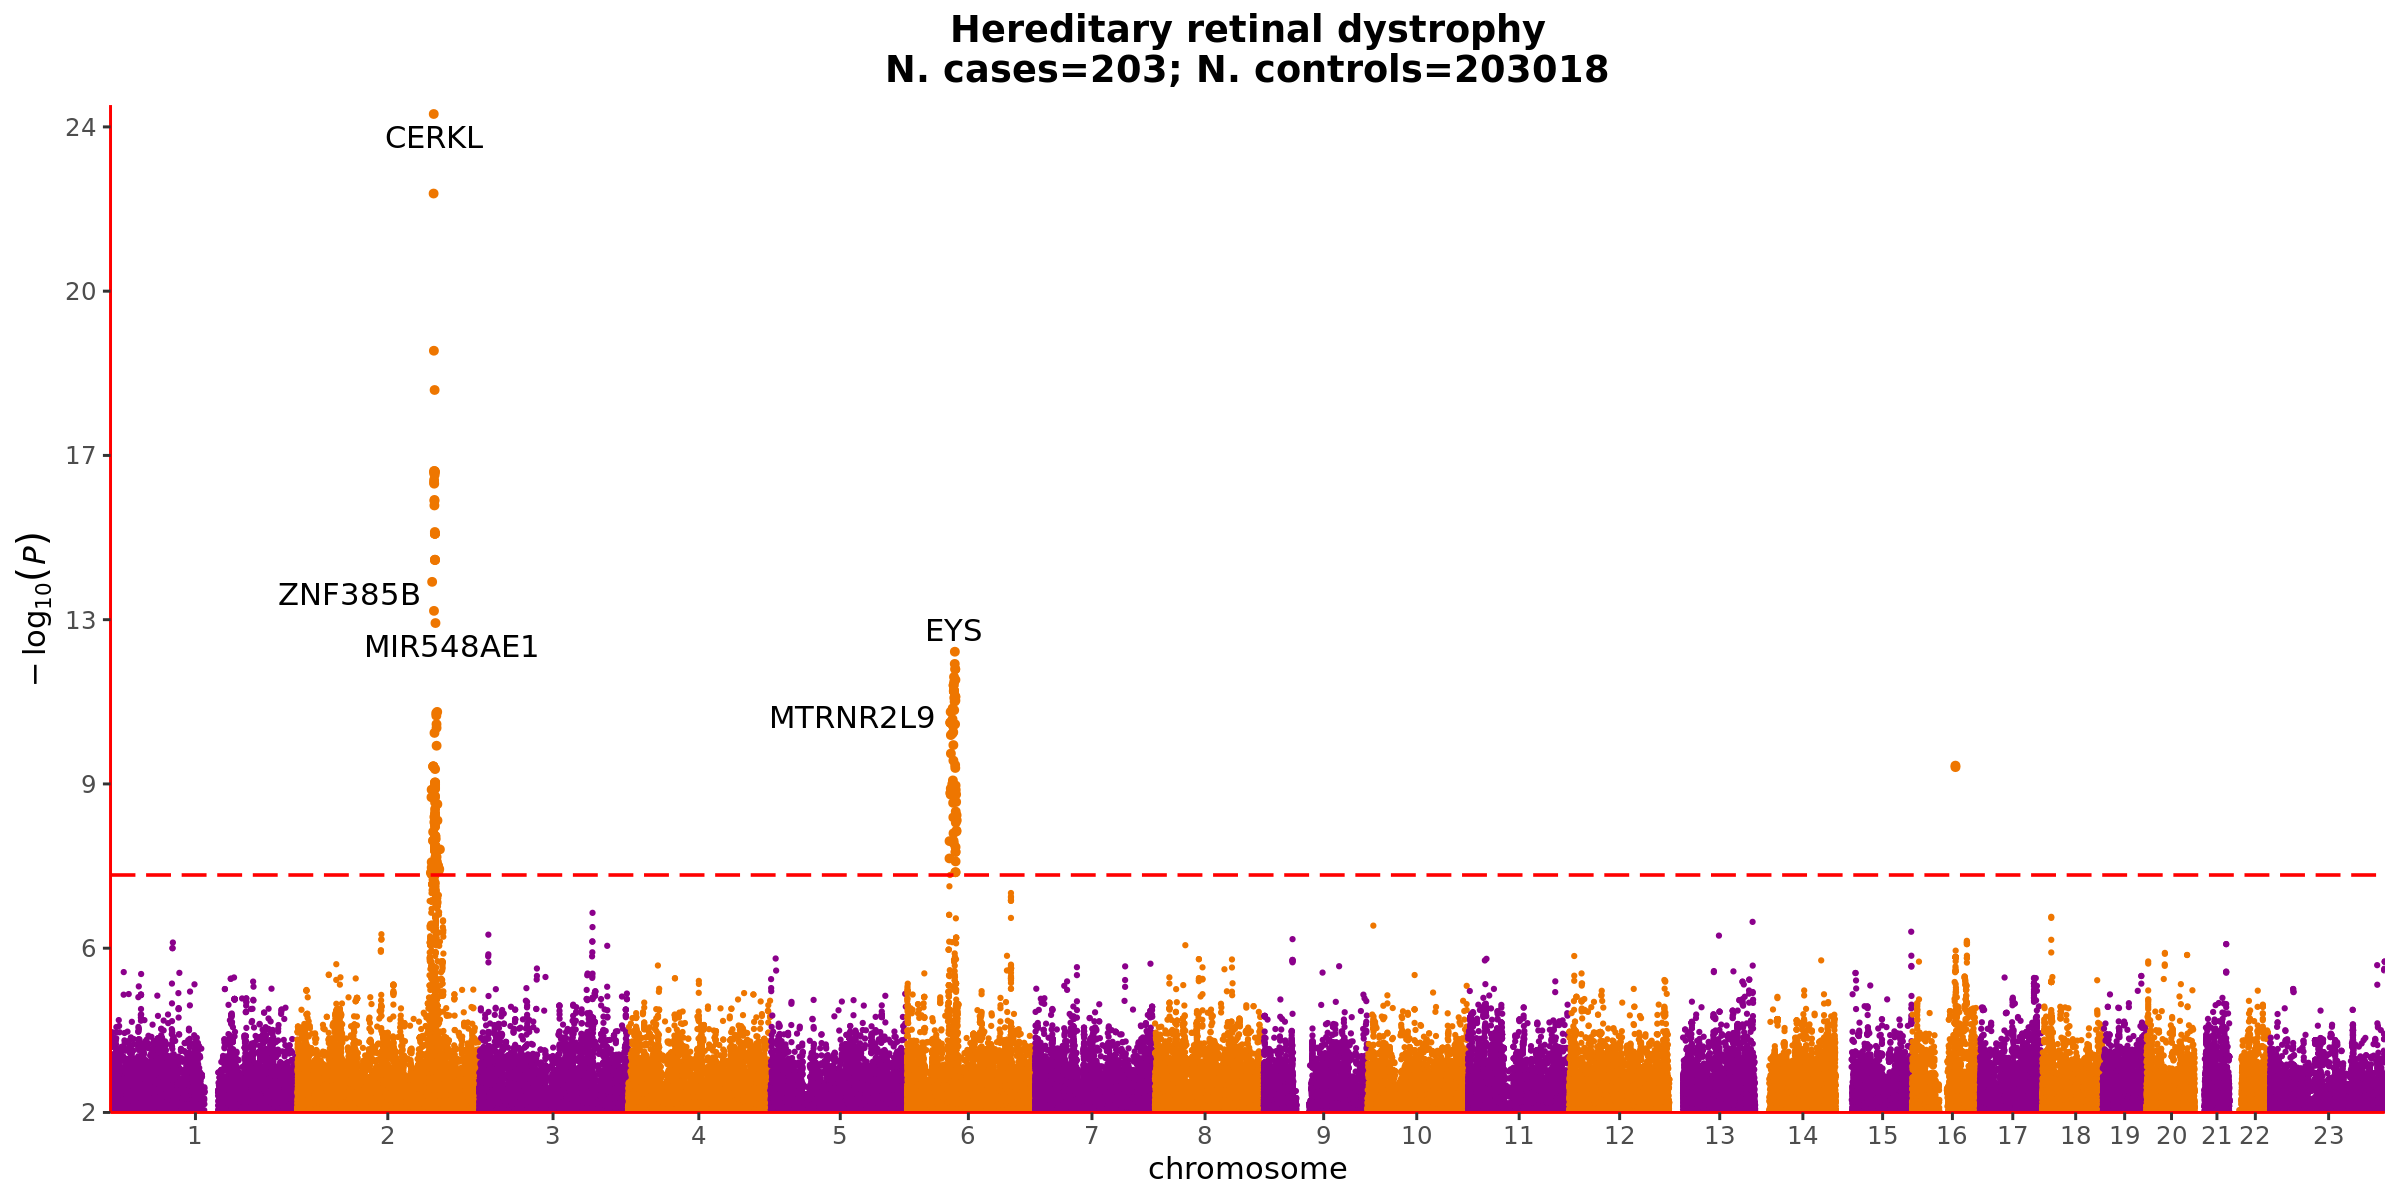 Hereditary retinal dystrophy
N. cases=203; N. controls=203018
24
CERKL
20
17
ZNF385B
13
EYS
MIR548AE1
−log10(P)
MTRNR2L9
9
6
2
1 2 3 4 5 6 7 8 9 10 11 12 13 14 15 16 17 18 19 20 21 22 23
chromosome